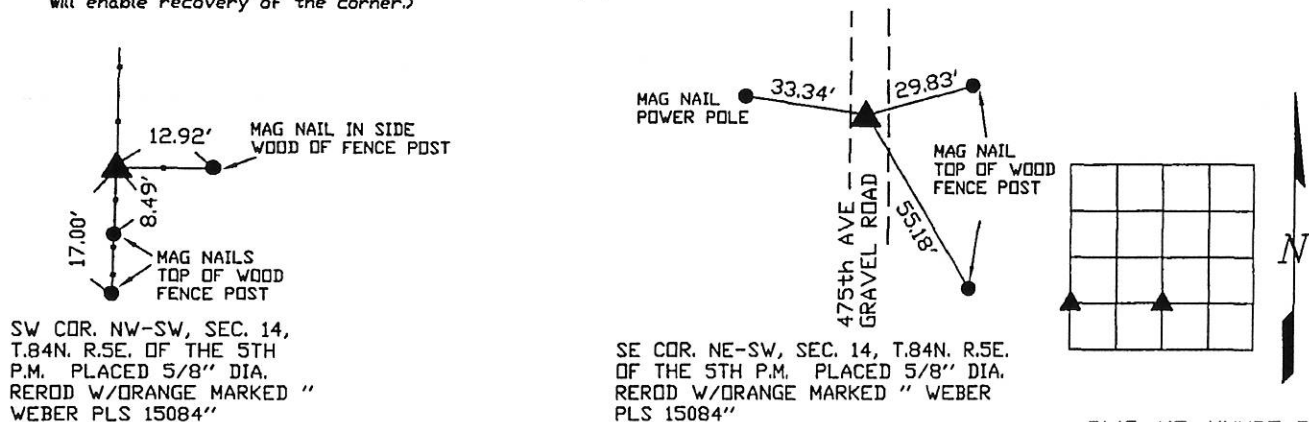 will enable recovery of the corner.)
12.92'
MAG NAIL IN SIDE
WOOD OF FENCE POST
8.49'
17.00'
MAG NAILS
TOP OF WOOD
FENCE POST
SW COR. NW-SW, SEC. 14,
T.84N. R.5E. OF THE 5TH
P.M. PLACED 5/8" DIA.
REROD W/ORANGE MARKED "
WEBER PLS 15084"
33.34'
29.83'
MAG NAIL
POWER POLE
MAG NAIL
TOP OF WOOD
FENCE POST
55.18'
475th AVE
GRAVEL ROAD
SE COR. NE-SW, SEC. 14, T.84N. R.5E.
OF THE 5TH P.M. PLACED 5/8" DIA.
REROD W/ORANGE MARKED " WEBER
PLS 15084"
N